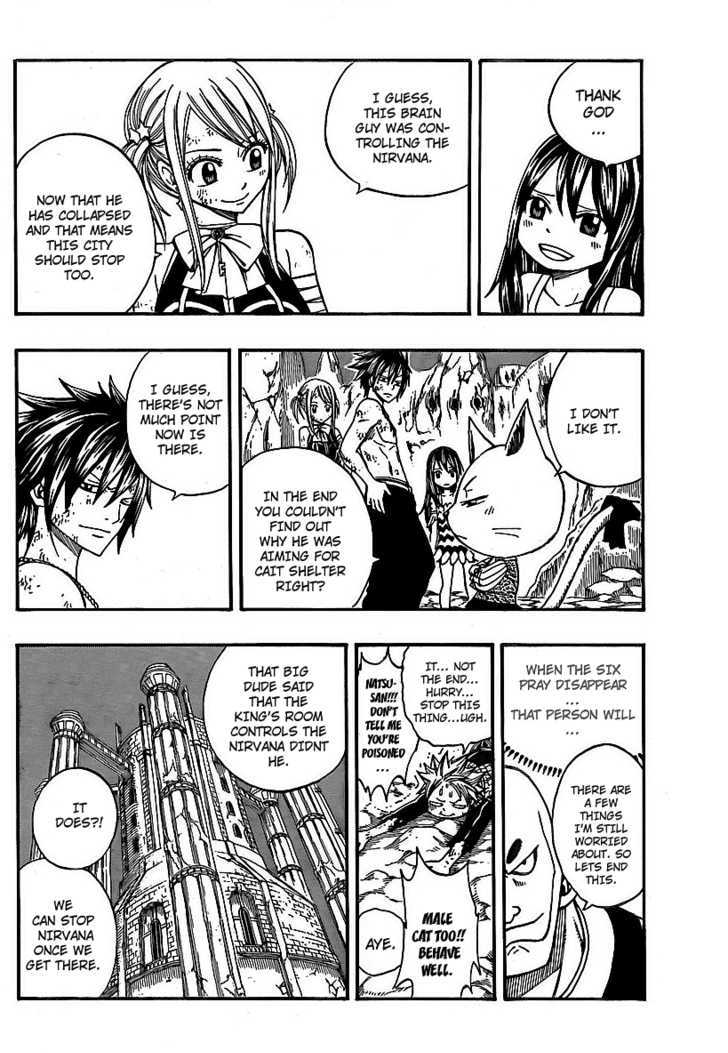 THANK
GOD
...
I GUESS,
THIS BRAIN
GUY WAS CON-
TROLLING THE
NIRVANA.
NOW THAT HE
HAS COLLAPSED
AND THAT MEANS
THIS CITY
SHOULD STOP
TOO.
I DON'T
LIKE IT.
IN THE END
YOU COULDN'T
FIND OUT
WHY HE WAS
AIMING FOR
CAIT SHELTER
RIGHT?
I GUESS,
THERE'S NOT
MUCH POINT
NOW IS
THERE.
WHEN THE SIX
PRAY DISAPPEAR
...
THAT PERSON WILL
...
THERE ARE
A FEW
THINGS
I'M STILL
WORRIED
ABOUT. SO
LETS END
THIS.
IT... NOT
THE END...
HURRY...
STOP THIS
THING...UGH.
NATSU-
SAN!!!
DON'T
TELL ME
YOU'RE
POISONED
...
MALE
CAT TOO!!
BEHAVE
WELL.
AYE.
THAT BIG
DUDE SAID
THAT THE
KING'S ROOM
CONTROLS THE
NIRVANA DIDNT
HE.
IT
DOES?!
WE
CAN STOP
NIRVANA
ONCE WE
GET THERE.